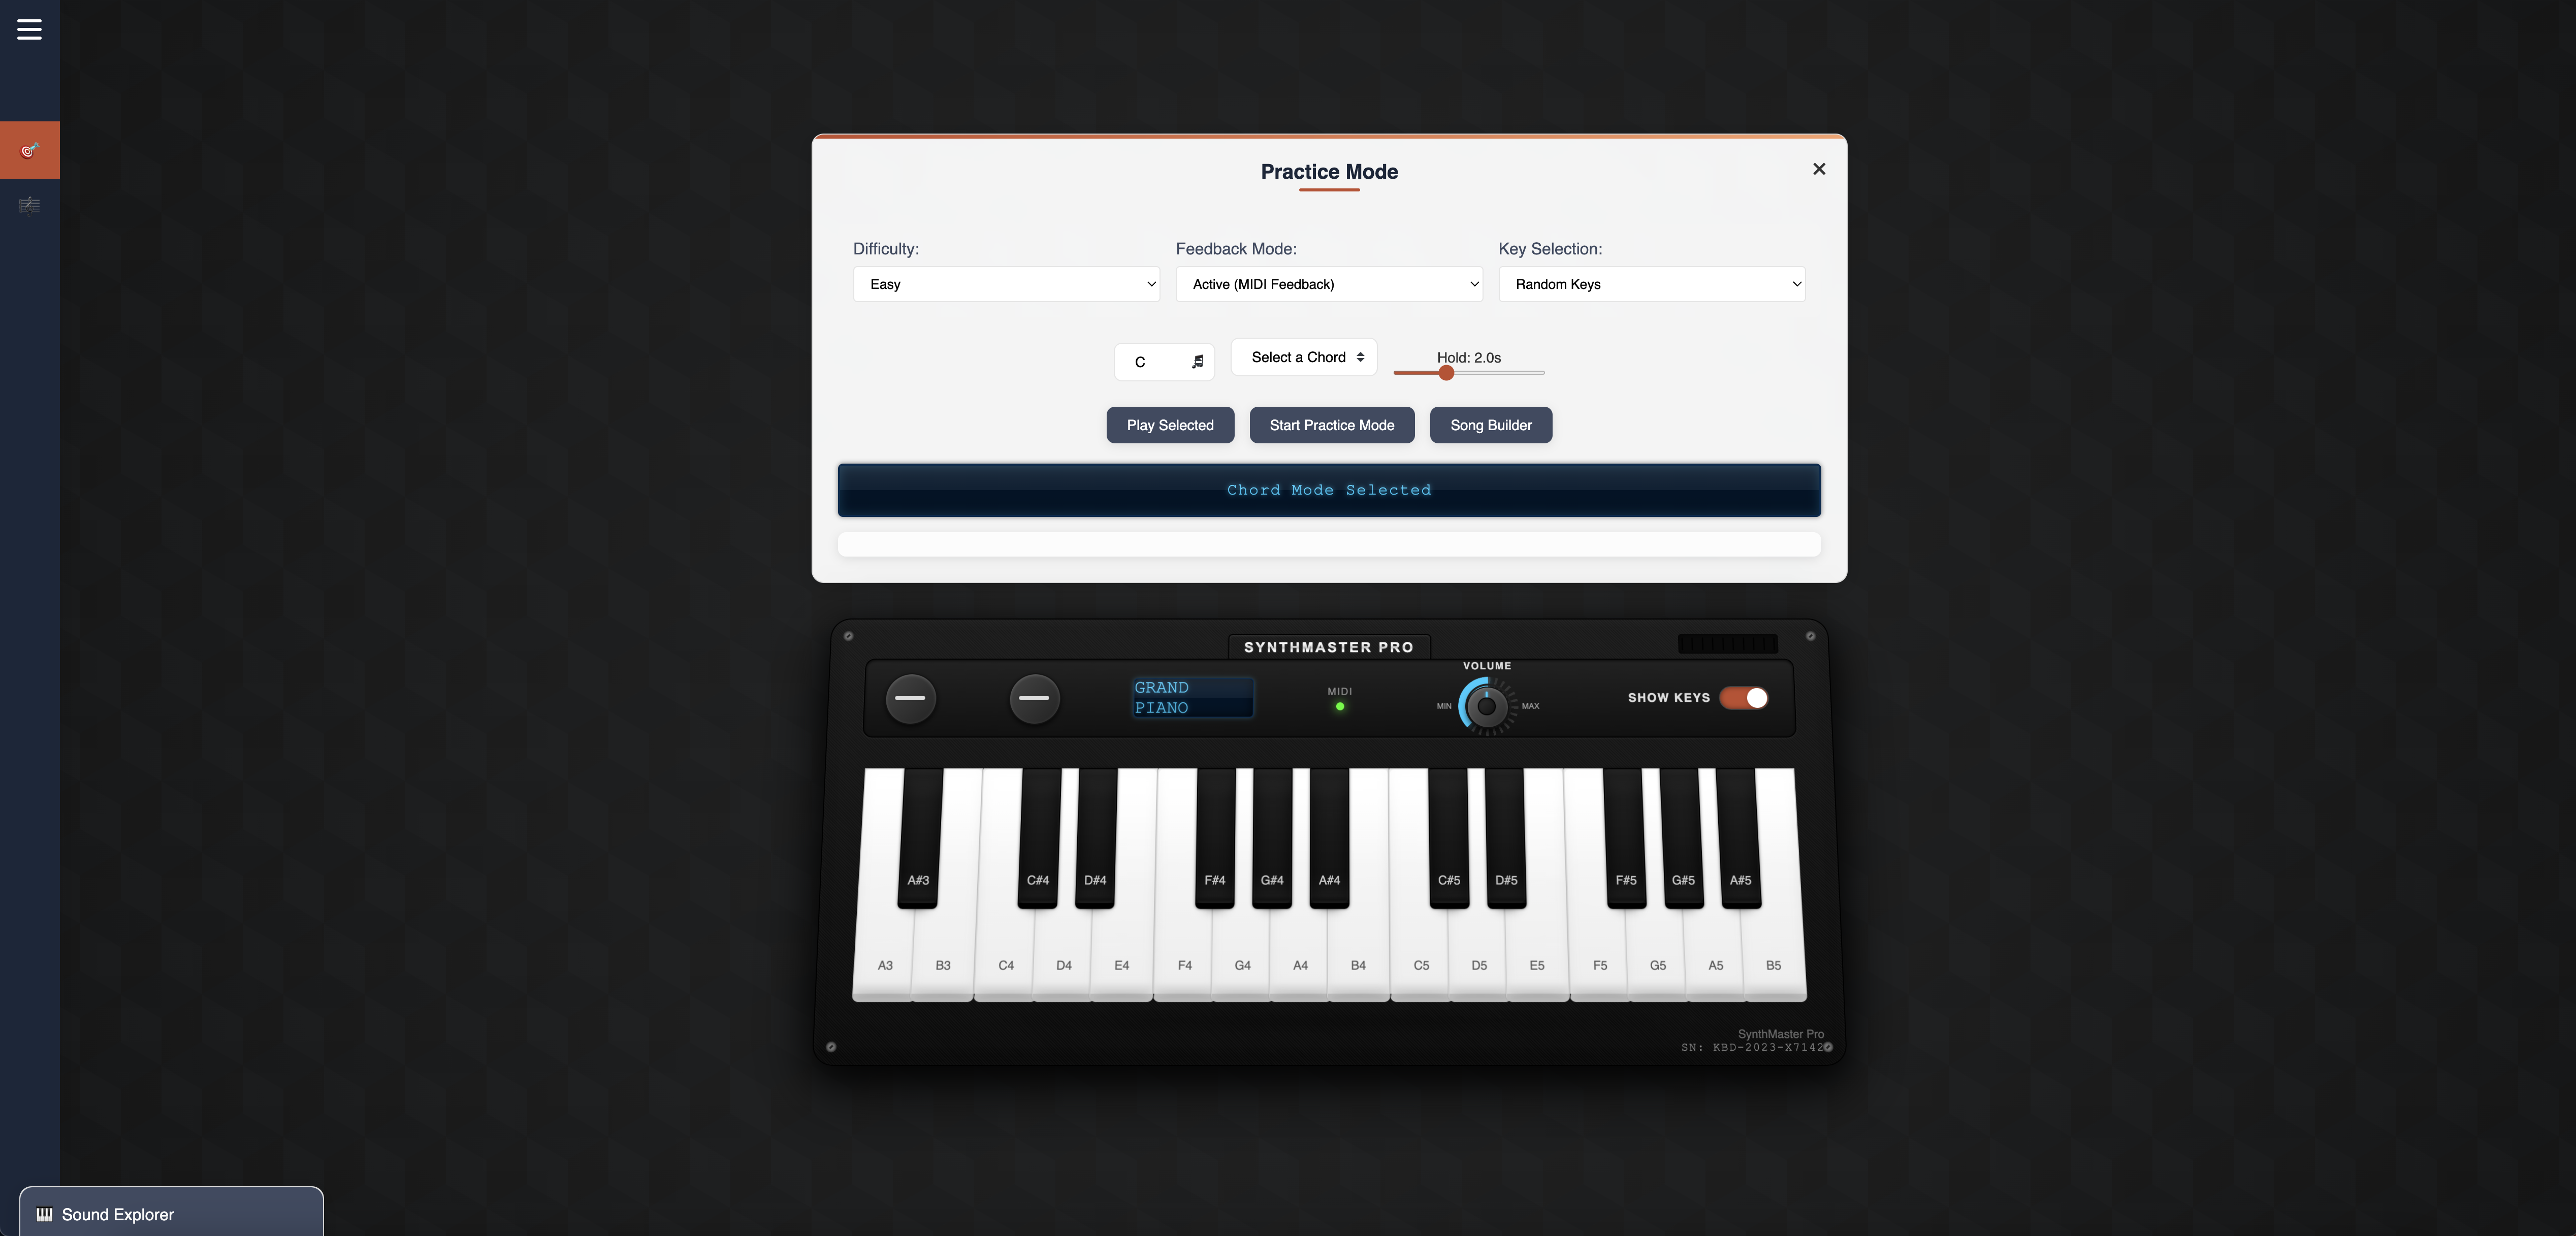 Practice Mode
Difficulty:
Feedback Mode:
Key Selection:
Easy
Active (MIDI Feedback)
Random Keys
C
Select a Chord
Hold: 2.0s
Play Selected
Start Practice Mode
Song Builder
Chord Mode Selected
SYNTHMASTER PRO
VOLUME
GRAND
PIANO
MIDI
MIN
MAX
SHOW KEYS
A#3
C#4
D#4
F#4
G#4
A#4
C#5
D#5
F#5
G#5
A#5
A3
B3
C4
D4
E4
F4
G4
A4
B4
C5
D5
E5
F5
G5
A5
B5
SynthMaster Pro
SN: KBD-2023-X7142
Sound Explorer